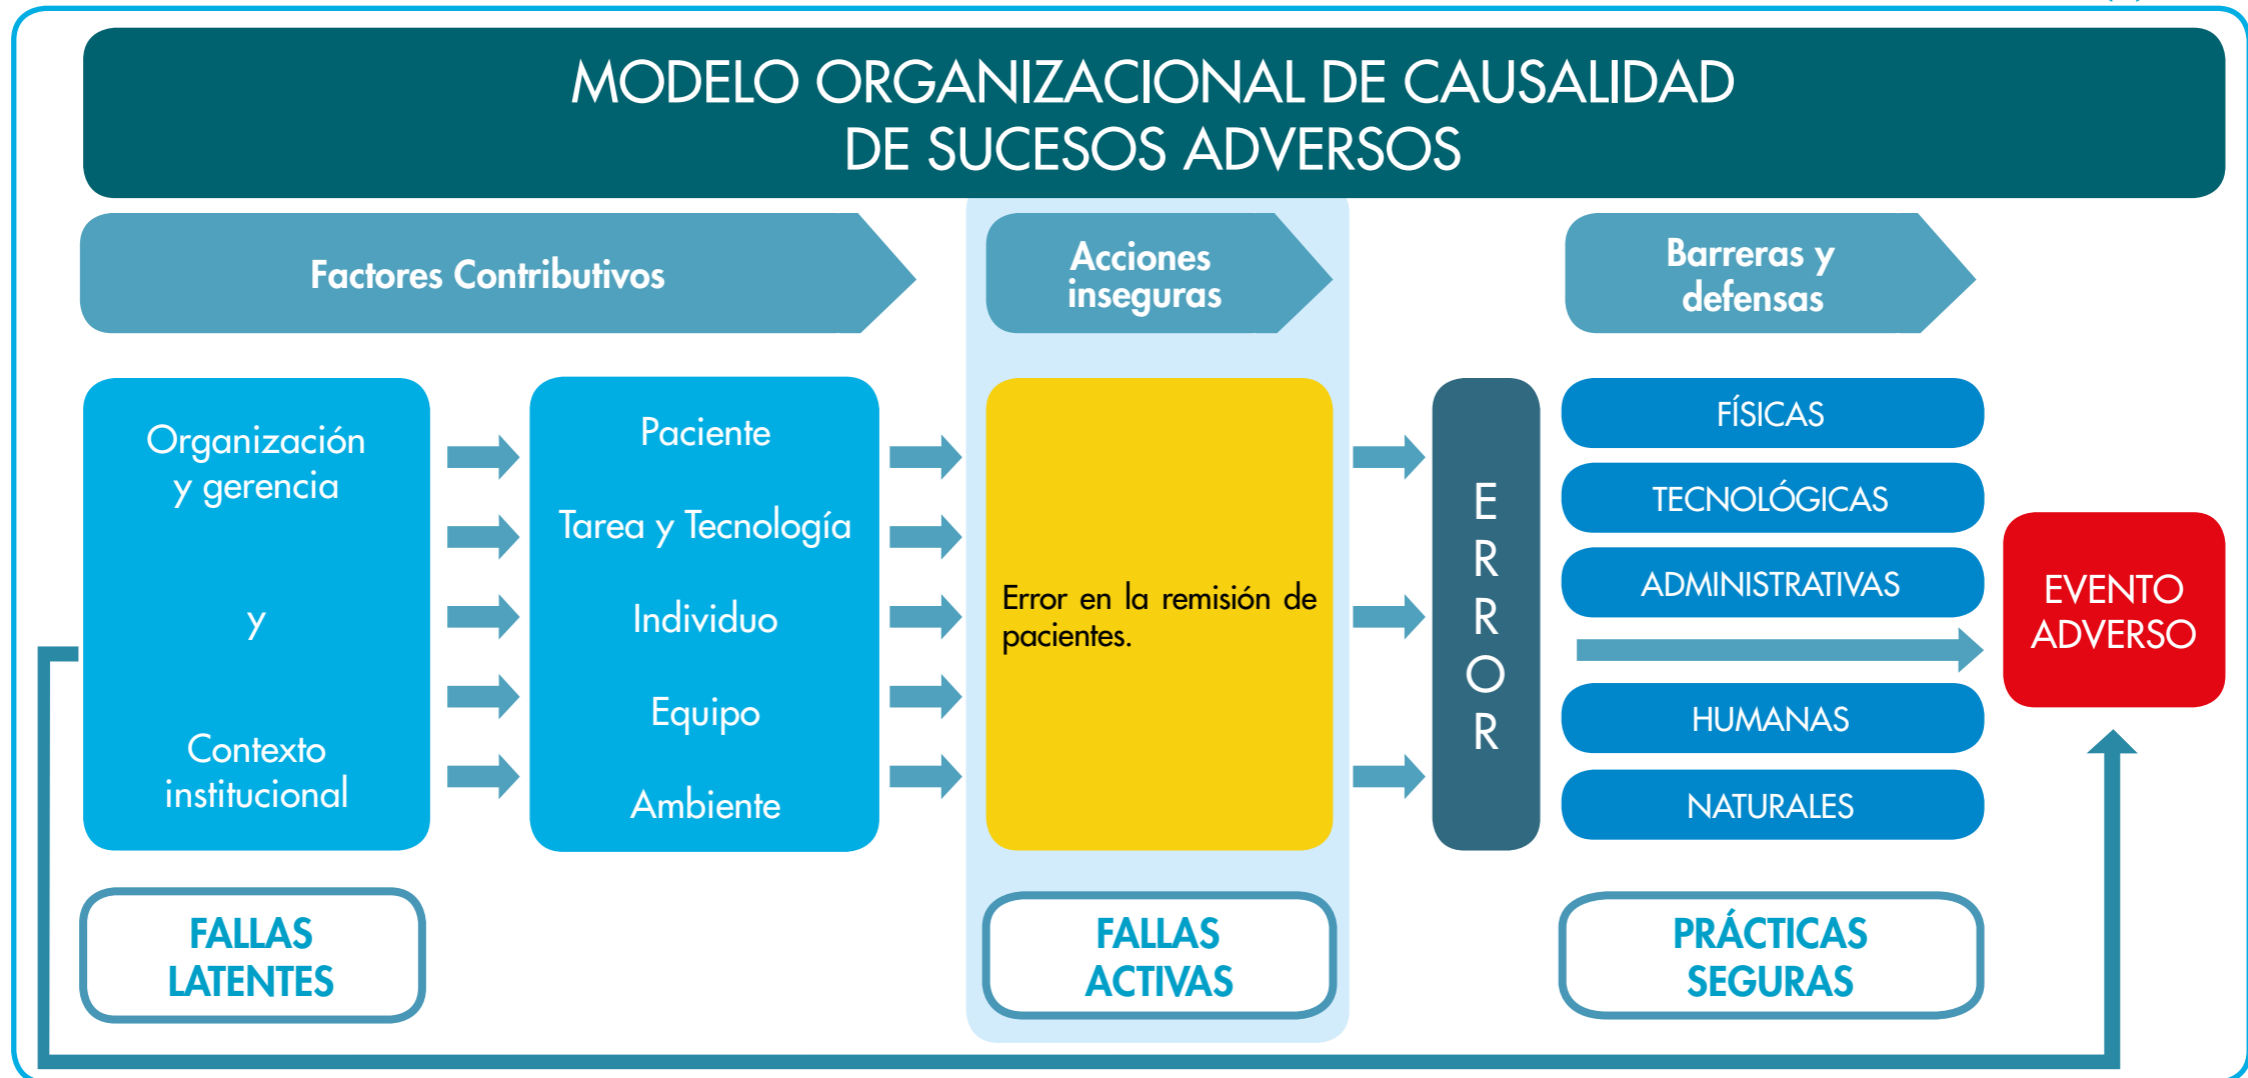 MODELO ORGANIZACIONAL DE CAUSALIDAD
DE SUCESOS ADVERSOS
Factores Contributivos
Acciones
inseguras
Barreras y
defensas
Organización
y gerencia
y
Contexto
institucional
Paciente
Tarea y Tecnología
Individuo
Equipo
Ambiente
Error en la remisión de
pacientes.
E
R
R
O
R
FÍSICAS
TECNOLÓGICAS
ADMINISTRATIVAS
HUMANAS
NATURALES
EVENTO
ADVERSO
FALLAS
LATENTES
FALLAS
ACTIVAS
PRÁCTICAS
SEGURAS